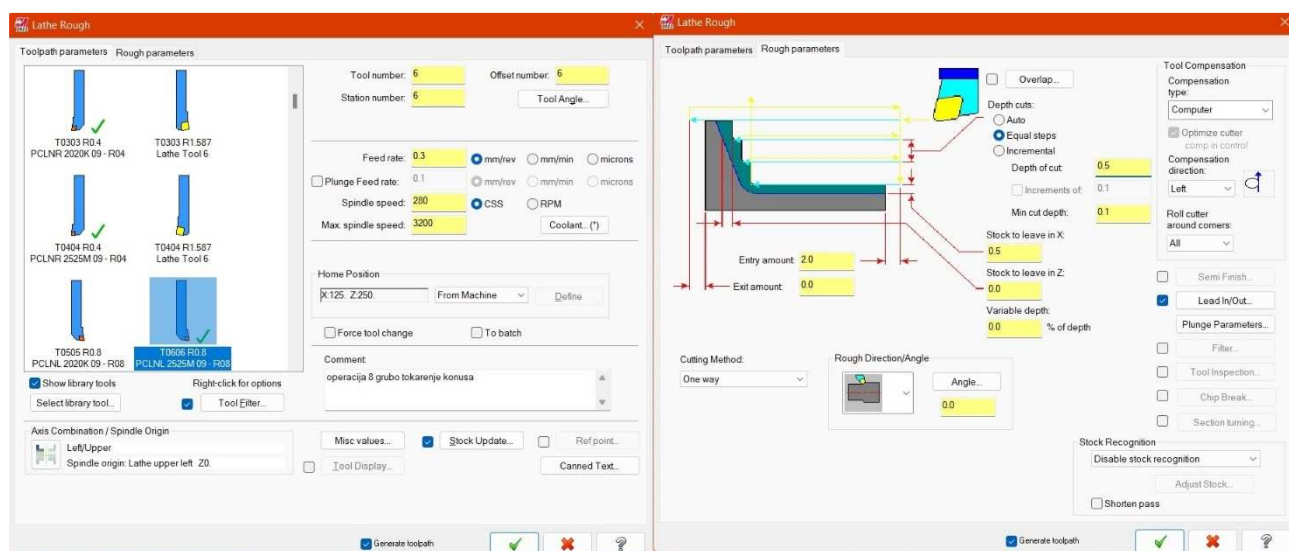 Lathe Rough
Toolpath parameters Rough parameters
T0303 R0.4
PCLNR 2020K 09 - R04
T0303 R1.587
Lathe Tool 6
T0404 R0.4
PCLNR 2525M 09 - R04
T0404 R1.587
Lathe Tool 6
T0505 R0.8
PCLNL 2020K 09 - R08
T0606 R0.8
PCLNL 2525M 09 - R08
Show library tools
Right-click for options
Select library tool...
Tool Filter...
Axis Combination / Spindle Origin
Left/Upper
Spindle origin: Lathe upper left Z0.
Tool number: 6
Offset number: 6
Station number: 6
Tool Angle...
Feed rate: 0.3 mm/rev mm/min microns
Plunge Feed rate: 0.1 mm/rev mm/min microns
Spindle speed: 280 CSS RPM
Max. spindle speed: 3200
Coolant... (*)
Home Position
X:125. Z:250. From Machine Define
Force tool change To batch
Comment
operacija 8 grubo tokarenje konusa
Misc values... Stock Update... Ref point...
Tool Display... Canned Text...
Generate toolpath
Lathe Rough
Toolpath parameters Rough parameters
Overlap...
Depth cuts:
Auto
Equal steps
Incremental
Depth of cut: 0.5
Increments of: 0.1
Min cut depth: 0.1
Stock to leave in X:
0.5
Stock to leave in Z:
0.0
Variable depth:
0.0 % of depth
Entry amount: 2.0
Exit amount: 0.0
Cutting Method:
One way
Rough Direction/Angle
Angle...
0.0
Tool Compensation
Compensation
type:
Computer
Optimize cutter
comp in control
Compensation
direction:
Left
Roll cutter
around corners:
All
Semi Finish...
Lead In/Out...
Plunge Parameters...
Filter...
Tool Inspection...
Chip Break...
Section turning...
Stock Recognition
Disable stock recognition
Adjust Stock...
Shorten pass
Generate toolpath